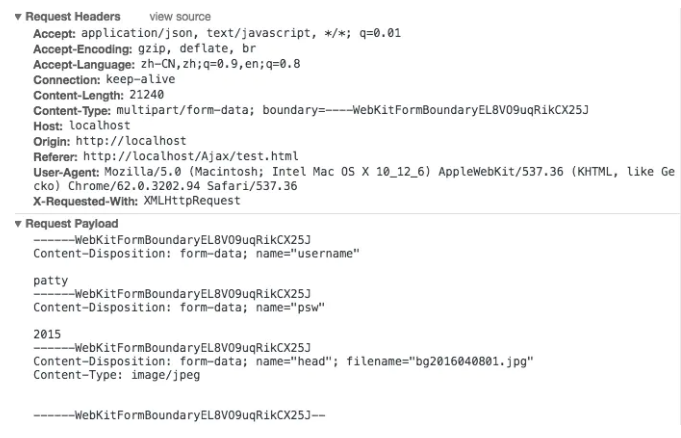 ▼ Request Headers view source
Accept: application/json, text/javascript, */*; q=0.01
Accept-Encoding: gzip, deflate, br
Accept-Language: zh-CN,zh;q=0.9,en;q=0.8
Connection: keep-alive
Content-Length: 21240
Content-Type: multipart/form-data; boundary=----WebKitFormBoundaryEL8VO9uqRikCX25J
Host: localhost
Origin: http://localhost
Referer: http://localhost/Ajax/test.html
User-Agent: Mozilla/5.0 (Macintosh; Intel Mac OS X 10_12_6) AppleWebKit/537.36 (KHTML, like Ge
cko) Chrome/62.0.3202.94 Safari/537.36
X-Requested-With: XMLHttpRequest
▼ Request Payload
------WebKitFormBoundaryEL8VO9uqRikCX25J
Content-Disposition: form-data; name="username"
patty
------WebKitFormBoundaryEL8VO9uqRikCX25J
Content-Disposition: form-data; name="psw"
2015
------WebKitFormBoundaryEL8VO9uqRikCX25J
Content-Disposition: form-data; name="head"; filename="bg2016040801.jpg"
Content-Type: image/jpeg
------WebKitFormBoundaryEL8VO9uqRikCX25J--